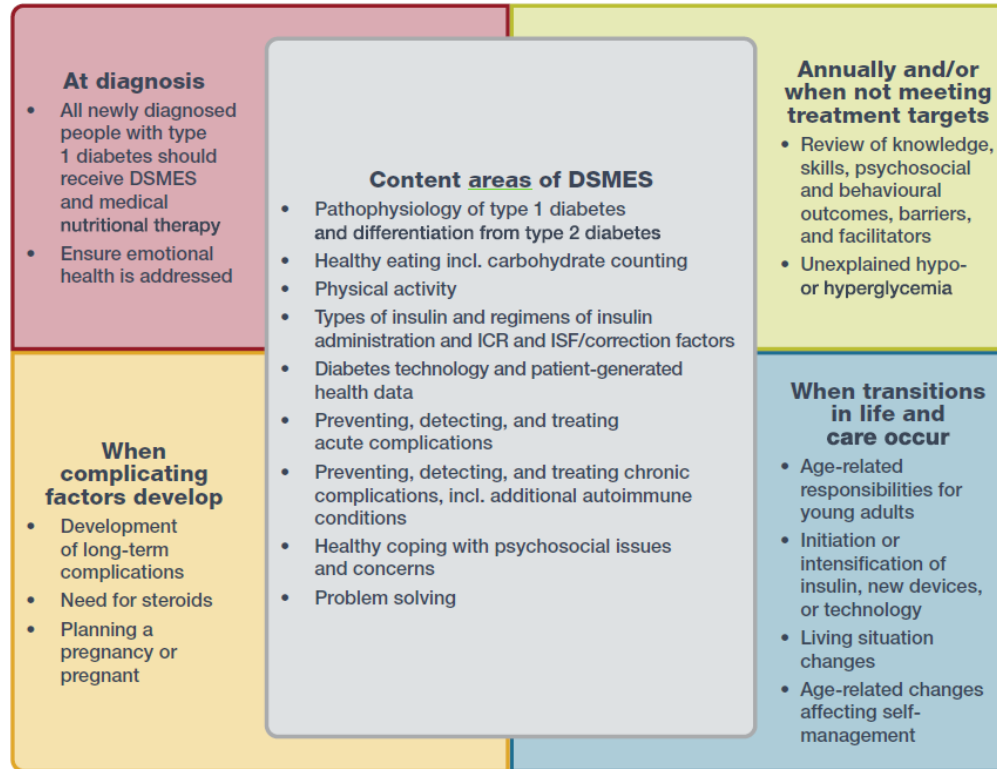 At diagnosis
• All newly diagnosed
people with type
1 diabetes should
receive DSMES
and medical
nutritional therapy
• Ensure emotional
health is addressed
Content areas of DSMES
• Pathophysiology of type 1 diabetes
and differentiation from type 2 diabetes
• Healthy eating incl. carbohydrate counting
• Physical activity
• Types of insulin and regimens of insulin
administration and ICR and ISF/correction factors
• Diabetes technology and patient-generated
health data
• Preventing, detecting, and treating
acute complications
• Preventing, detecting, and treating chronic
complications, incl. additional autoimmune
conditions
• Healthy coping with psychosocial issues
and concerns
• Problem solving
Annually and/or
when not meeting
treatment targets
• Review of knowledge,
skills, psychosocial
and behavioural
outcomes, barriers,
and facilitators
• Unexplained hypo-
or hyperglycemia
When
complicating
factors develop
• Development
of long-term
complications
• Need for steroids
• Planning a
pregnancy or
pregnant
When transitions
in life and
care occur
• Age-related
responsibilities for
young adults
• Initiation or
intensification of
insulin, new devices,
or technology
• Living situation
changes
• Age-related changes
affecting self-
management